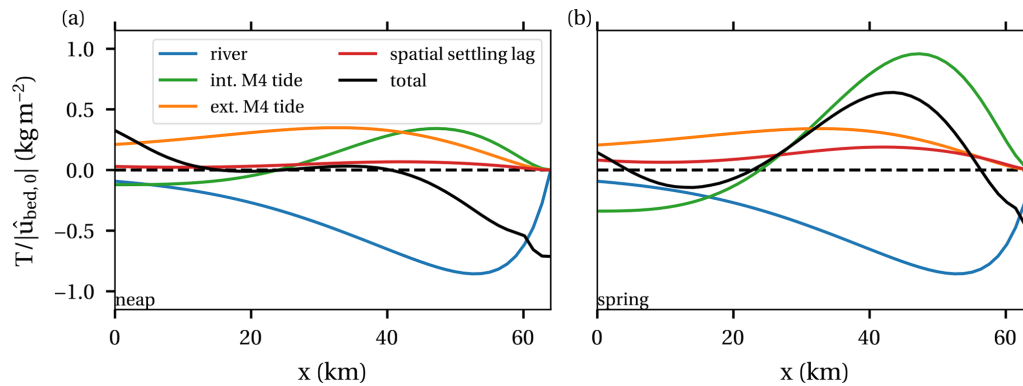 (a)
(b)
river
int. M4 tide
ext. M4 tide
spatial settling lag
total
T/|û_bed, 0| (kg m⁻²)
1.0
0.5
0.0
−0.5
−1.0
neap
spring
0 20 40 60
0 20 40 60
x (km)
x (km)